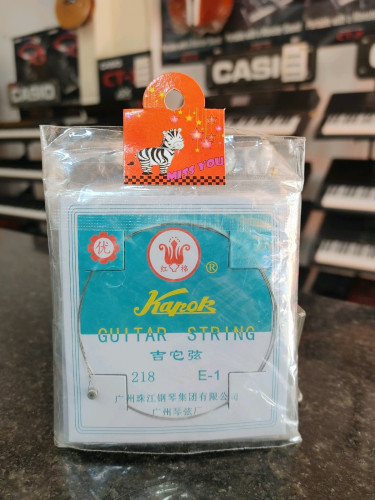 CASIO
CT-S
CASIO
MISS YOU
优
红棉
®
Kapok
GUITAR STRING
吉它弦
218 E-1
广州珠江钢琴集团有限公司
广州琴弦厂